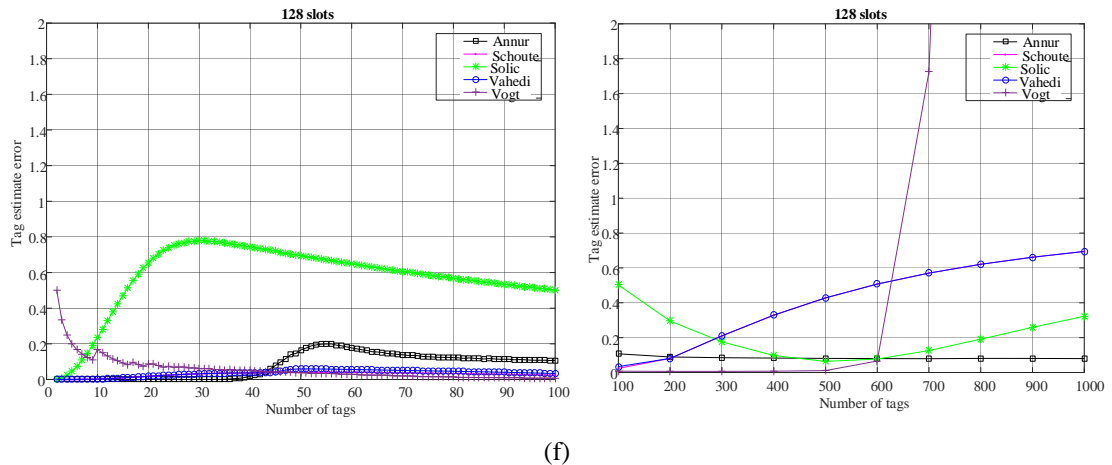 128 slots
2
1.8
1.6
1.4
1.2
1
0.8
0.6
0.4
0.2
0
Tag estimate error
0 10 20 30 40 50 60 70 80 90 100
Number of tags
Annur
Schoute
Solic
Vahedi
Vogt
128 slots
2
1.8
1.6
1.4
1.2
1
0.8
0.6
0.4
0.2
0
Tag estimate error
100 200 300 400 500 600 700 800 900 1000
Number of tags
Annur
Schoute
Solic
Vahedi
Vogt
(f)